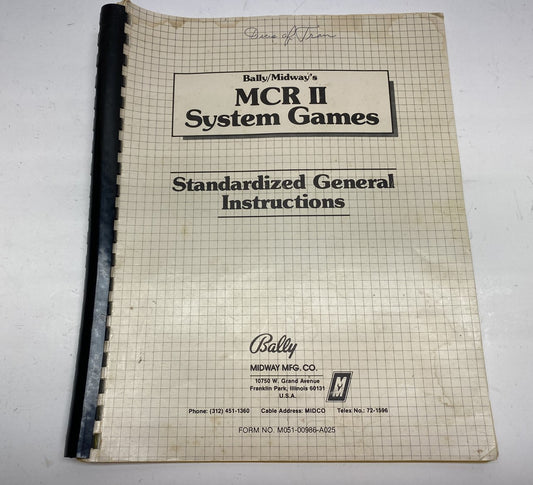 Discs of Tron
Bally/Midway's
MCR II
System Games
Standardized General
Instructions
Bally
MIDWAY MFG. CO.
10750 W. Grand Avenue
Franklin Park, Illinois 60131
U.S.A.
Phone: (312) 451-1360 Cable Address: MIDCO Telex No.: 72-1596
FORM NO. M051-00986-A025